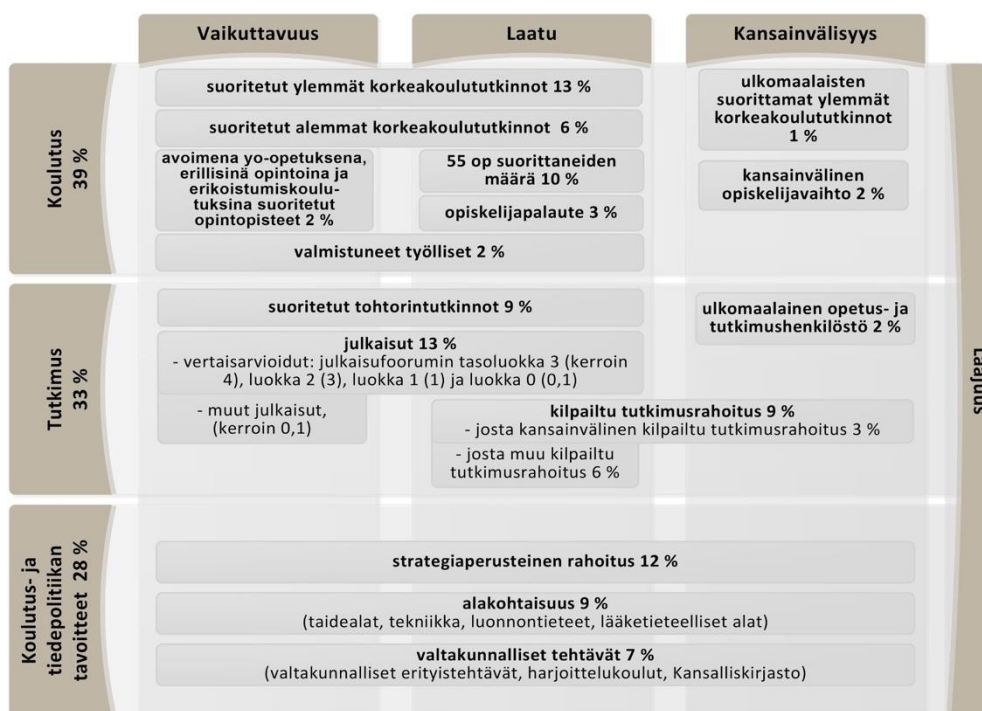 Vaikuttavuus
Laatu
Kansainvälisyys
Koulutus
39 %
suoritetut ylemmät korkeakoulututkinnot 13 %
suoritetut alemmat korkeakoulututkinnot 6 %
avoimena yo-opetuksena,
erillisinä opintoina ja
erikoistumiskoulu-
tuksina suoritetut
opintopisteet 2 %
55 op suorittaneiden
määrä 10 %
opiskelijapalaute 3 %
valmistuneet työlliset 2 %
ulkomaalaisten
suorittamat ylemmät
korkeakoulututkinnot
1 %
kansainvälinen
opiskelijavaihto 2 %
Tutkimus
33 %
suoritetut tohtorintutkinnot 9 %
julkaisut 13 %
- vertaisarvioidut: julkaisufoorumin tasoluokka 3 (kerroin
4), luokka 2 (3), luokka 1 (1) ja luokka 0 (0,1)
- muut julkaisut,
(kerroin 0,1)
ulkomaalainen opetus- ja
tutkimushenkilöstö 2 %
kilpailtu tutkimusrahoitus 9 %
- josta kansainvälinen kilpailtu tutkimusrahoitus 3 %
- josta muu kilpailtu
tutkimusrahoitus 6 %
Koulutus- ja
tiedepolitiikan
tavoitteet 28 %
strategiaperusteinen rahoitus 12 %
alakohtaisuus 9 %
(taidealat, tekniikka, luonnontieteet, lääketieteelliset alat)
valtakunnalliset tehtävät 7 %
(valtakunnalliset erityistehtävät, harjoittelukoulut, Kansalliskirjasto)
Laajuus